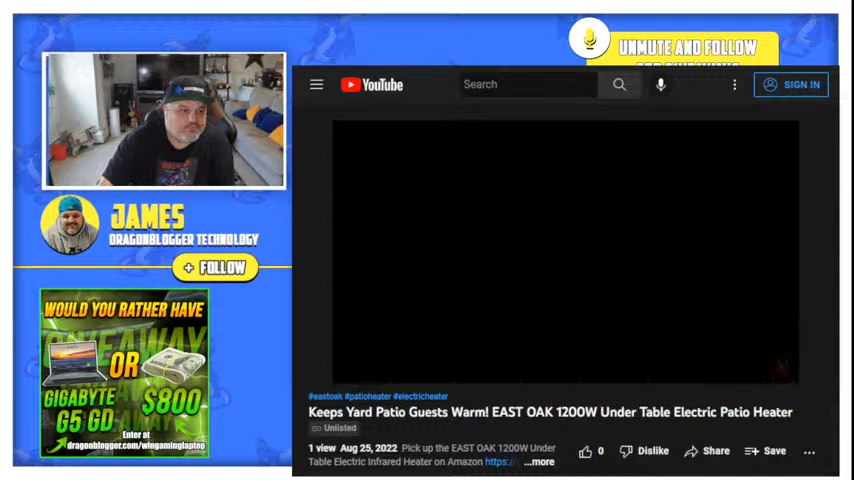 UNMUTE AND FOLLOW
YouTube
Search
SIGN IN
JAMES
DRAGONBLOGGER TECHNOLOGY
+ FOLLOW
WOULD YOU RATHER HAVE
GIVEAWAY
OR
GIGABYTE
G5 GD
$800
Enter at
dragonblogger.com/wingaminglaptop
#eastoak #patioheater #electricheater
Keeps Yard Patio Guests Warm! EAST OAK 1200W Under Table Electric Patio Heater
Unlisted
1 view Aug 25, 2022 Pick up the EAST OAK 1200W Under
Table Electric Infrared Heater on Amazon https:// ...more
0 Dislike Share Save